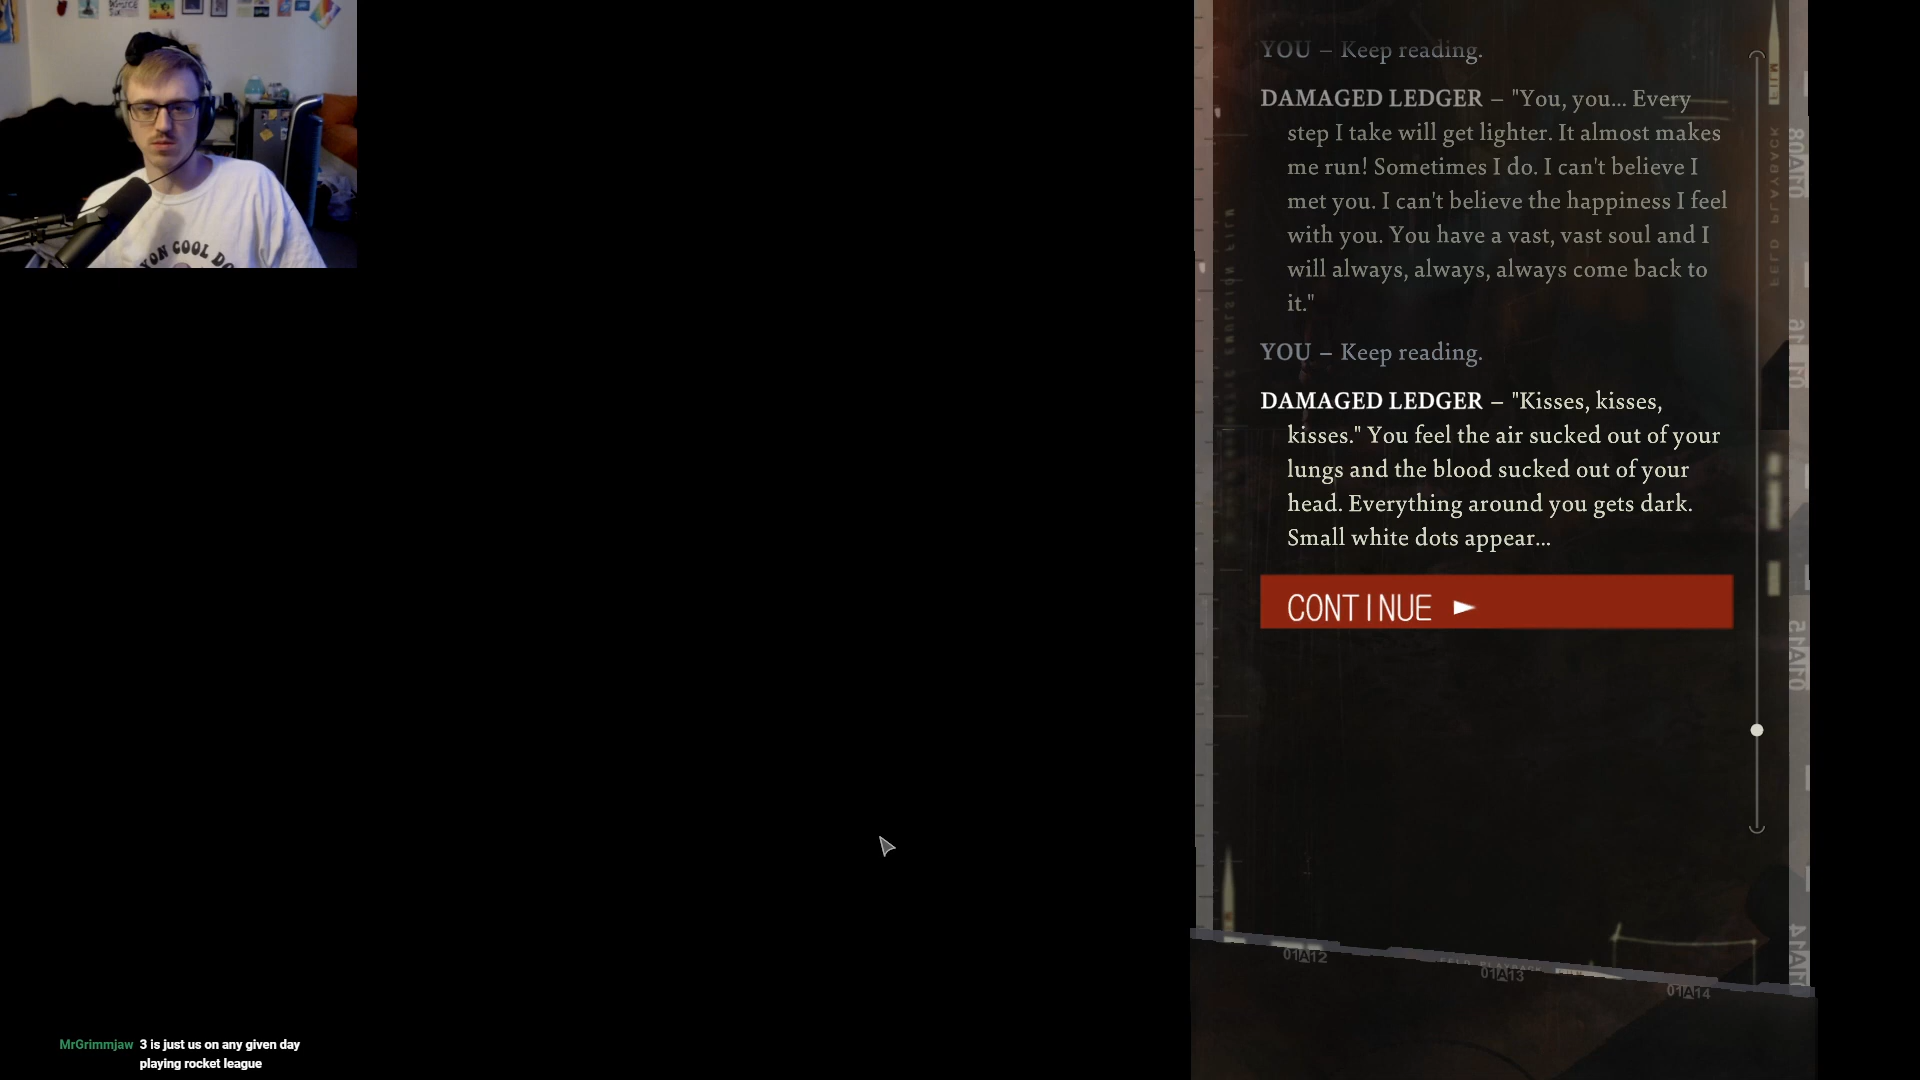 YOU – Keep reading.
DAMAGED LEDGER – "You, you... Every
step I take will get lighter. It almost makes
me run! Sometimes I do. I can't believe I
met you. I can't believe the happiness I feel
with you. You have a vast, vast soul and I
will always, always, always come back to
it."
YOU – Keep reading.
DAMAGED LEDGER – "Kisses, kisses,
kisses." You feel the air sucked out of your
lungs and the blood sucked out of your
head. Everything around you gets dark.
Small white dots appear...
CONTINUE
01A12
01A13
01A14
MrGrimmjaw 3 is just us on any given day
playing rocket league